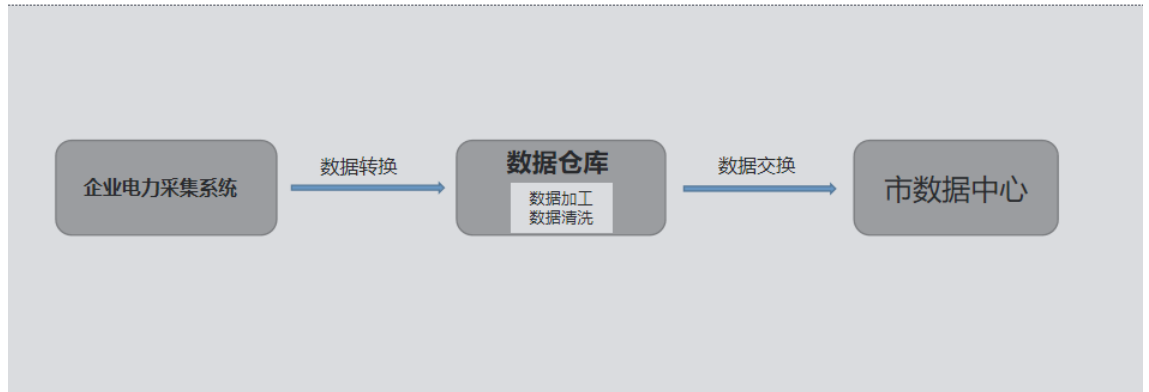 企业电力采集系统
数据转换
数据仓库
数据加工
数据清洗
数据交换
市数据中心